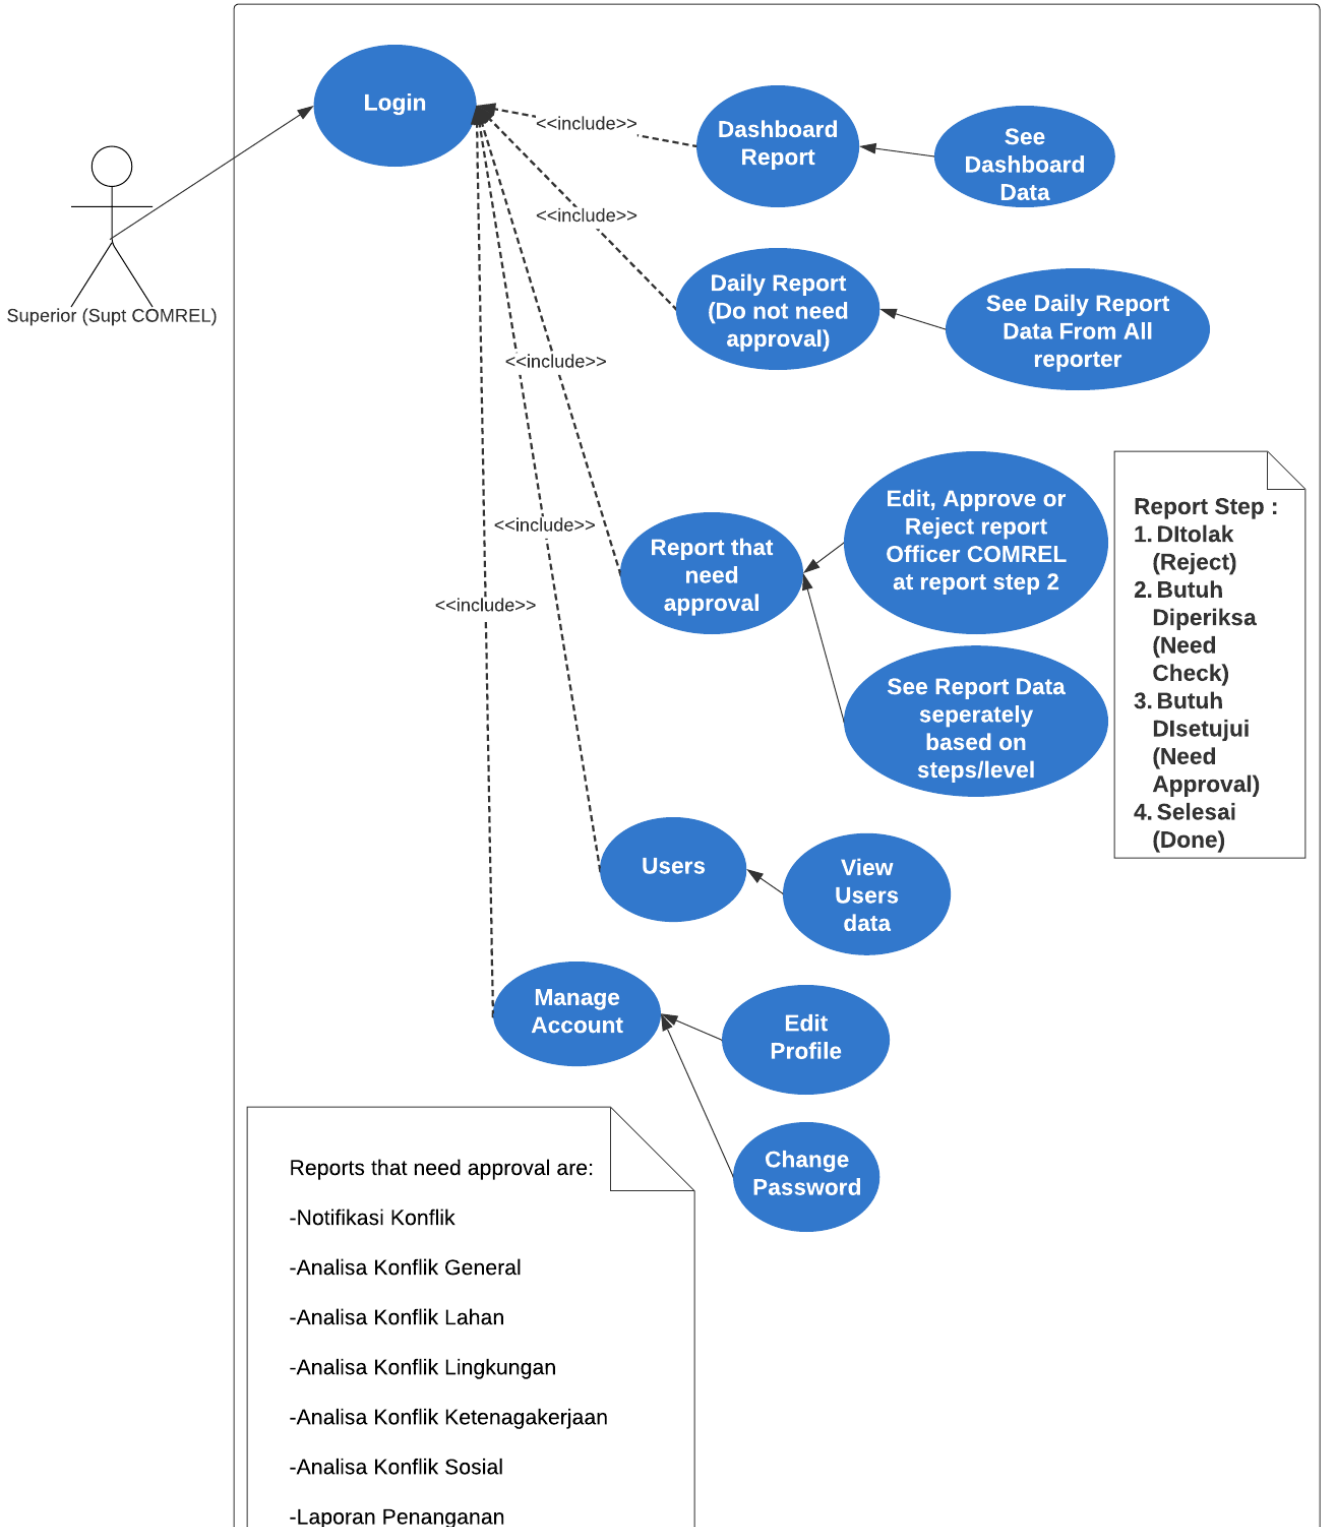 Login
<<include>>
Dashboard
Report
See
Dashboard
Data
Superior (Supt COMREL)
<<include>>
Daily Report
(Do not need
approval)
See Daily Report
Data From All
reporter
<<include>>
Report that
need
approval
Edit, Approve or
Reject report
Officer COMREL
at report step 2
See Report Data
seperately
based on
steps/level
Report Step :
1. DItolak
(Reject)
2. Butuh
Diperiksa
(Need
Check)
3. Butuh
DIsetujui
(Need
Approval)
4. Selesai
(Done)
<<include>>
Users
View
Users
data
<<include>>
Manage
Account
Edit
Profile
Change
Password
Reports that need approval are:
-Notifikasi Konflik
-Analisa Konflik General
-Analisa Konflik Lahan
-Analisa Konflik Lingkungan
-Analisa Konflik Ketenagakerjaan
-Analisa Konflik Sosial
-Laporan Penanganan